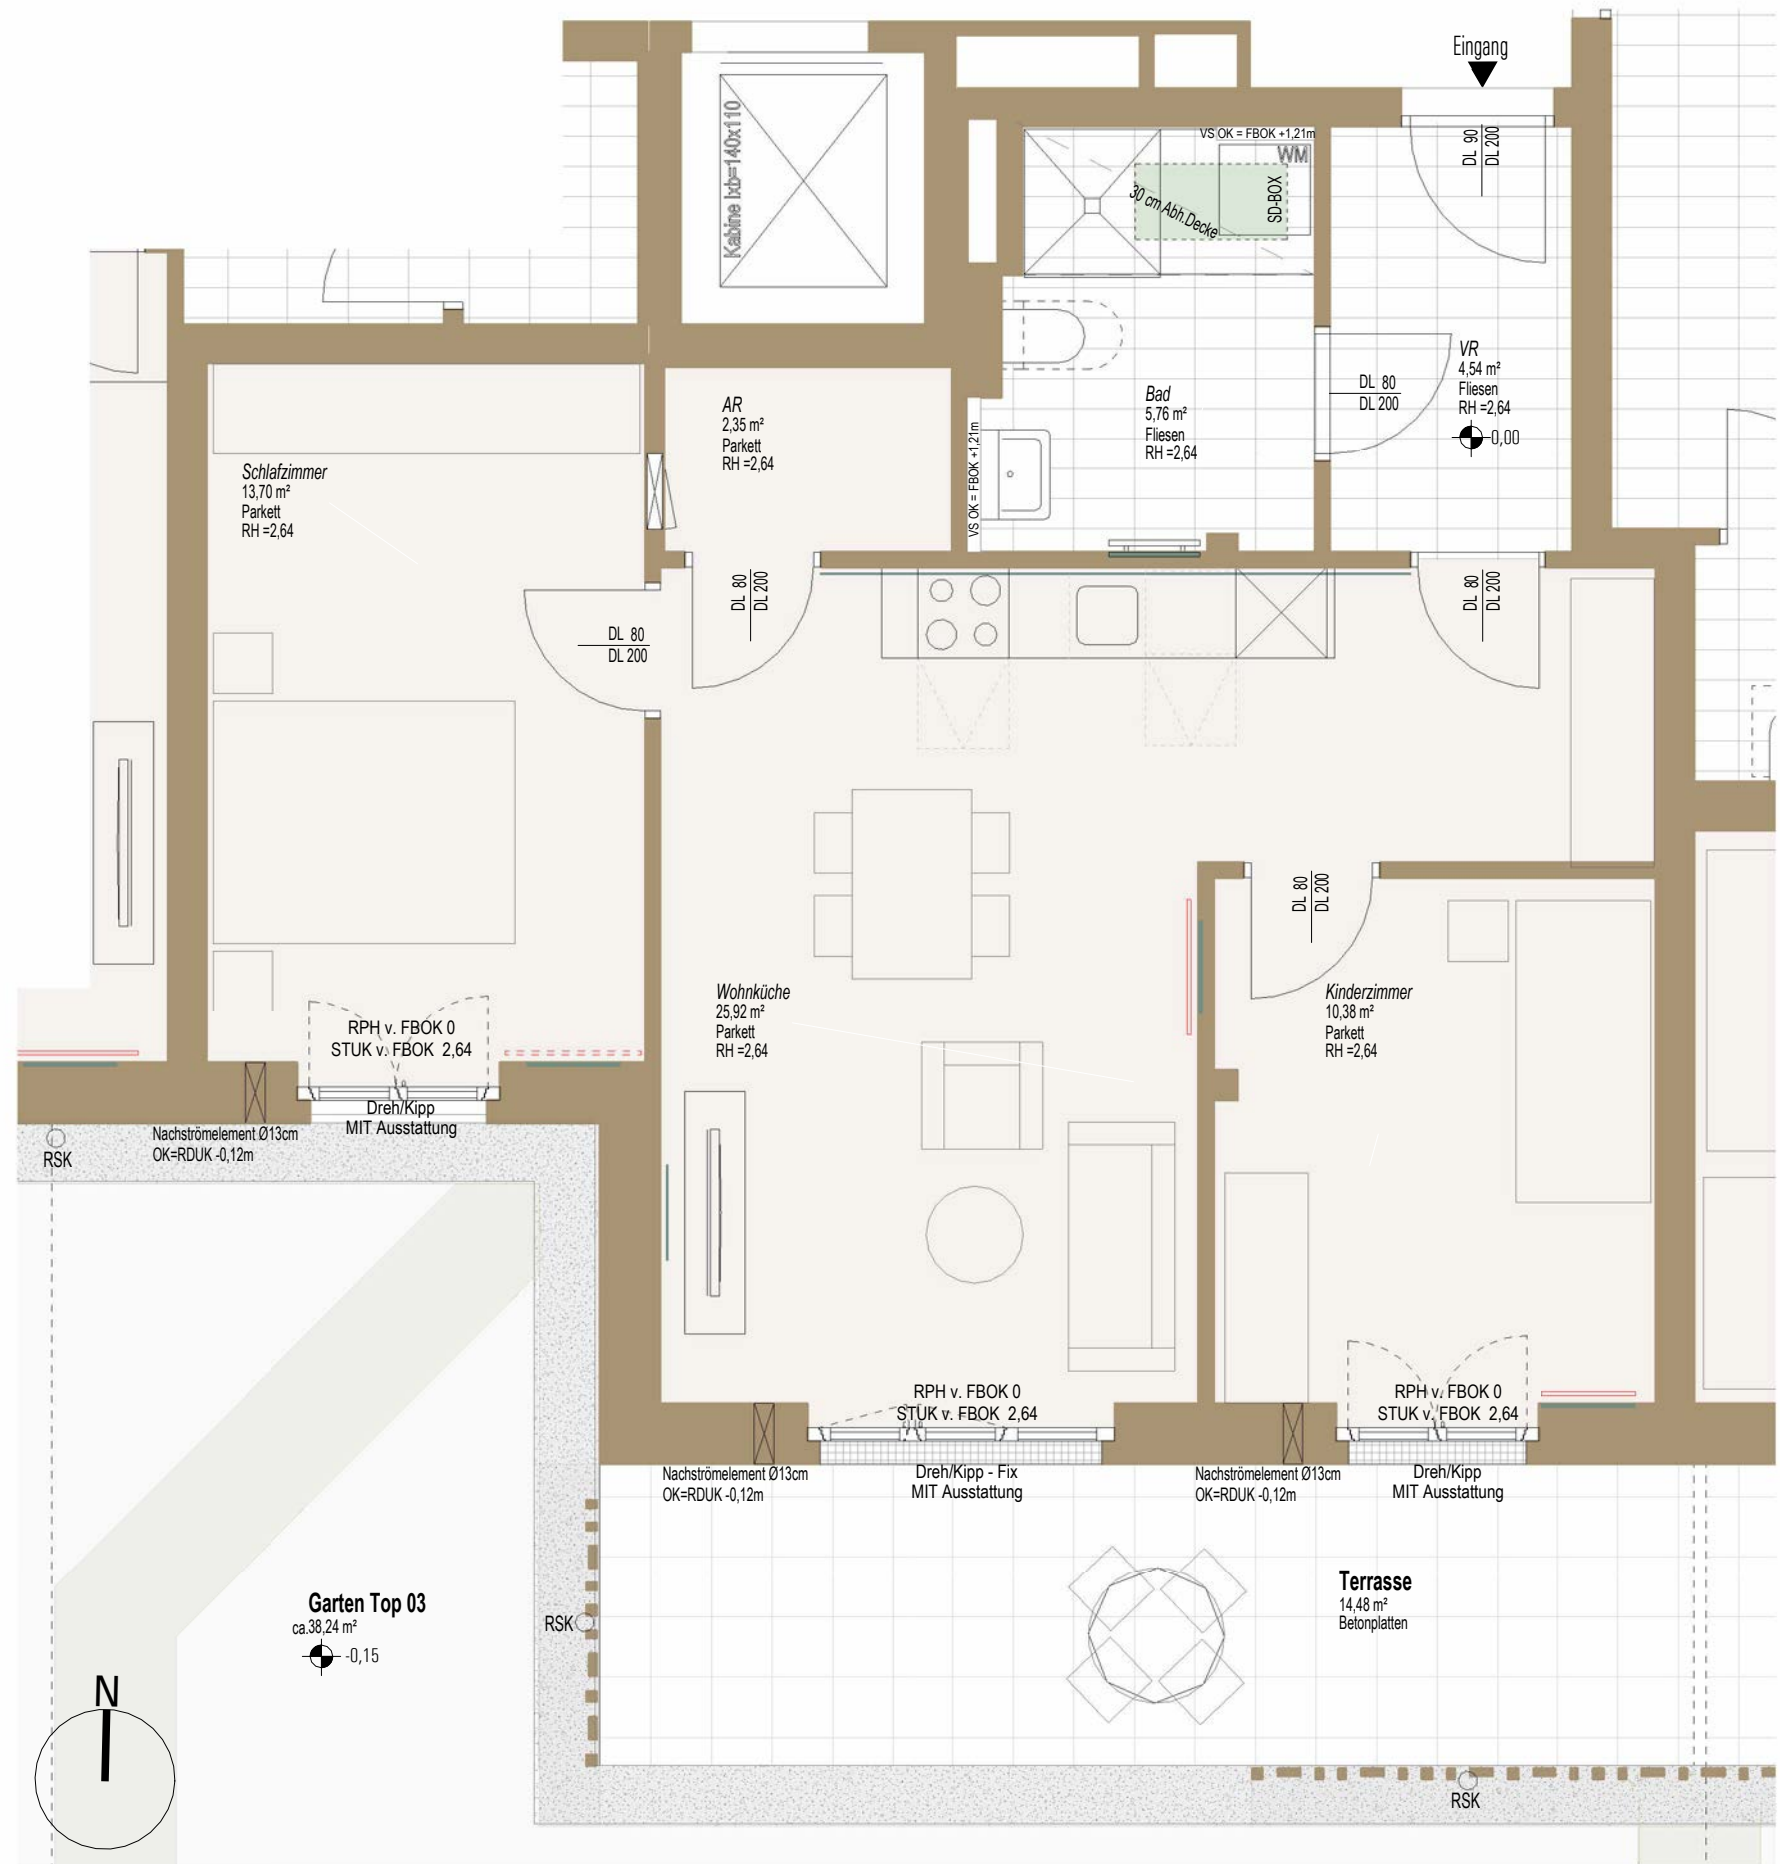 Eingang
Kabine lxb=140x110
VS OK = FBOK +1,21m
WM
SD-BOX
30 cm Abh.Decke
DL 90
DL 200
VR
4,54 m²
Fliesen
RH =2,64
-0,00
DL 80
DL 200
Bad
5,76 m²
Fliesen
RH =2,64
VS OK = FBOK +1,21m
AR
2,35 m²
Parkett
RH =2,64
Schlafzimmer
13,70 m²
Parkett
RH =2,64
DL 80
DL 200
DL 80
DL 200
DL 80
DL 200
DL 80
DL 200
Wohnküche
25,92 m²
Parkett
RH =2,64
Kinderzimmer
10,38 m²
Parkett
RH =2,64
RPH v. FBOK 0
STUK v. FBOK 2,64
Dreh/Kipp
MIT Ausstattung
Nachströmelement Ø13cm
OK=RDUK -0,12m
RSK
RPH v. FBOK 0
STUK v. FBOK 2,64
RPH v. FBOK 0
STUK v. FBOK 2,64
Nachströmelement Ø13cm
OK=RDUK -0,12m
Dreh/Kipp - Fix
MIT Ausstattung
Nachströmelement Ø13cm
OK=RDUK -0,12m
Dreh/Kipp
MIT Ausstattung
Terrasse
14,48 m²
Betonplatten
Garten Top 03
ca.38,24 m²
-0,15
RSK
N
RSK